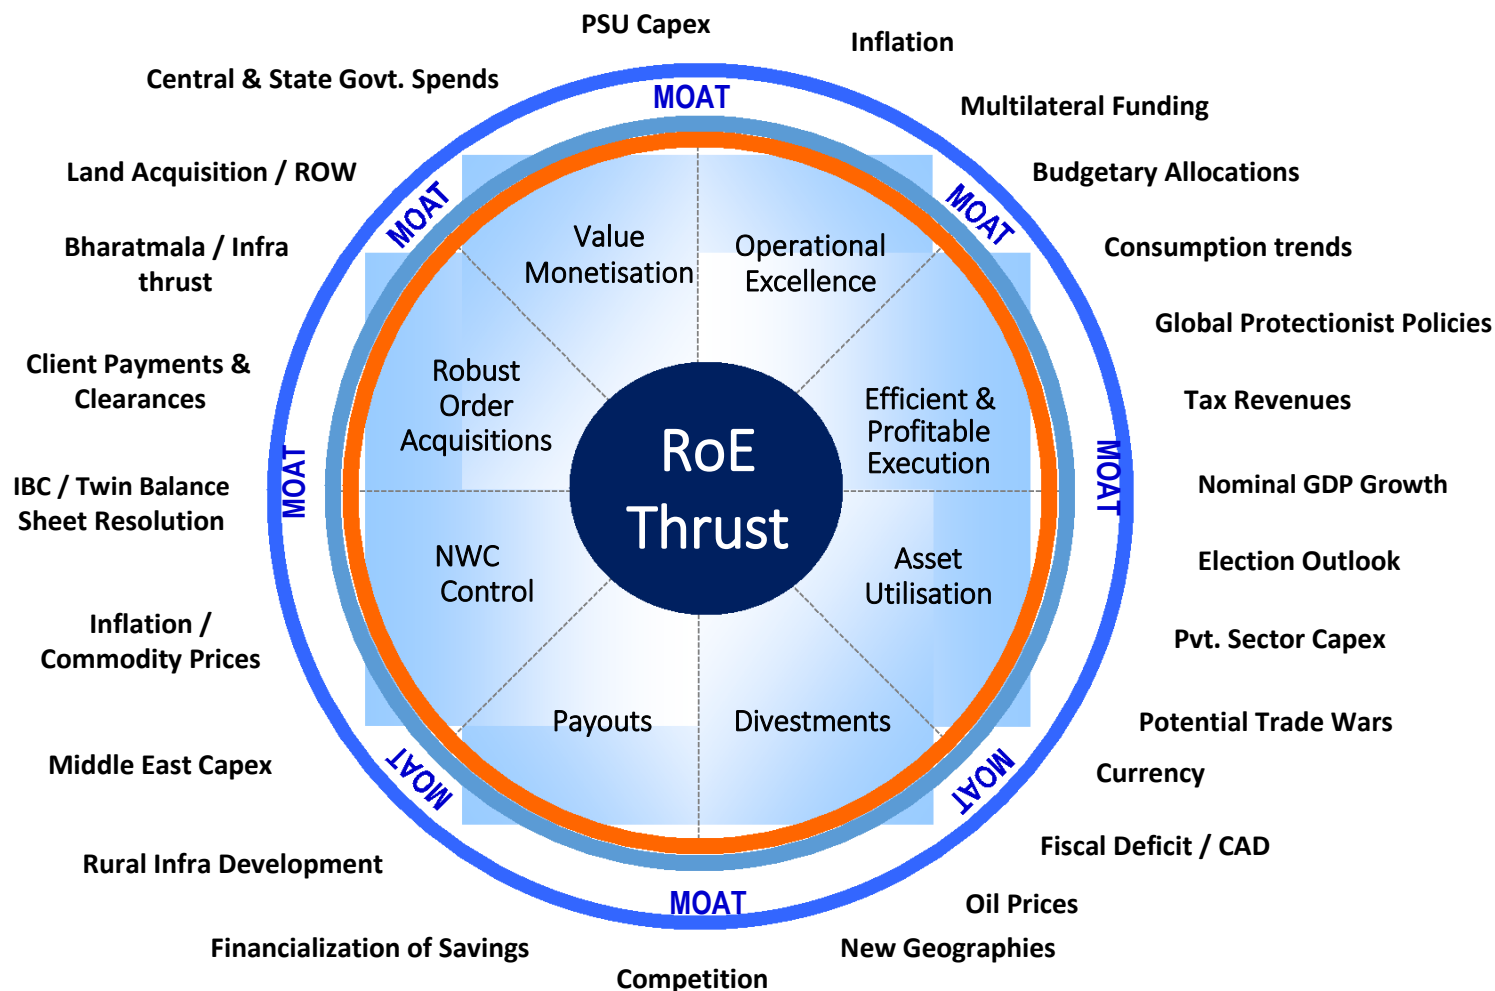 PSU Capex
Inflation
Central & State Govt. Spends
MOAT
Multilateral Funding
Land Acquisition / ROW
MOAT
MOAT
Budgetary Allocations
Bharatmala / Infra
thrust
Value
Monetisation
Operational
Excellence
Consumption trends
Global Protectionist Policies
Client Payments &
Clearances
Robust
Order
Acquisitions
Efficient &
Profitable
Execution
Tax Revenues
RoE
Thrust
MOAT
MOAT
IBC / Twin Balance
Sheet Resolution
Nominal GDP Growth
NWC
Control
Asset
Utilisation
Election Outlook
Inflation /
Commodity Prices
Pvt. Sector Capex
Payouts
Divestments
Potential Trade Wars
Middle East Capex
MOAT
MOAT
Currency
Rural Infra Development
Fiscal Deficit / CAD
MOAT
Oil Prices
Financialization of Savings
New Geographies
Competition